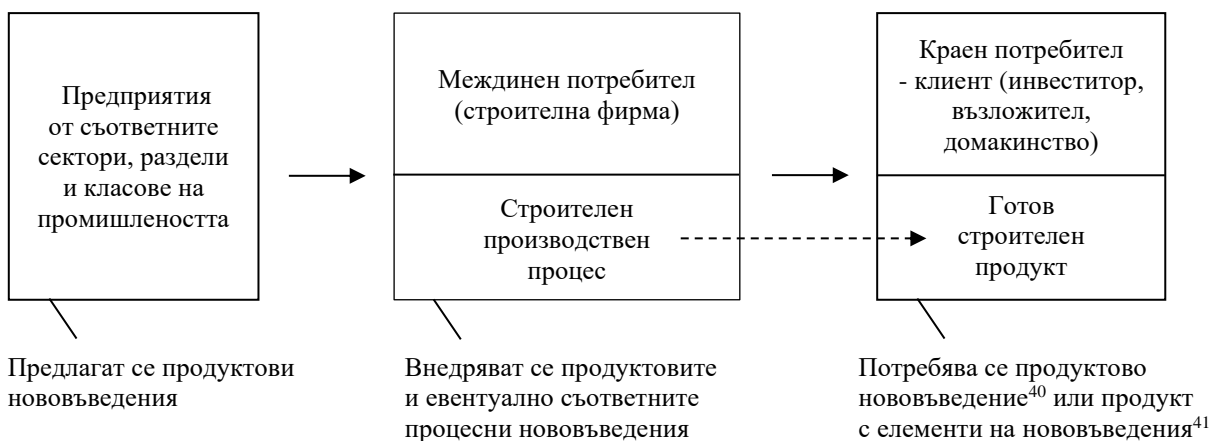 Предприятия
от съответните
сектори, раздели
и класове на
промишлеността
Междинен потребител
(строителна фирма)
Строителен
производствен
процес
Краен потребител
- клиент (инвеститор,
възложител,
домакинство)
Готов
строителен
продукт
Предлагат се продуктови
нововъведения
Внедряват се продуктовите
и евентуално съответните
процесни нововъведения
Потребява се продуктово
нововъведение⁴⁰ или продукт
с елементи на нововъведения⁴¹